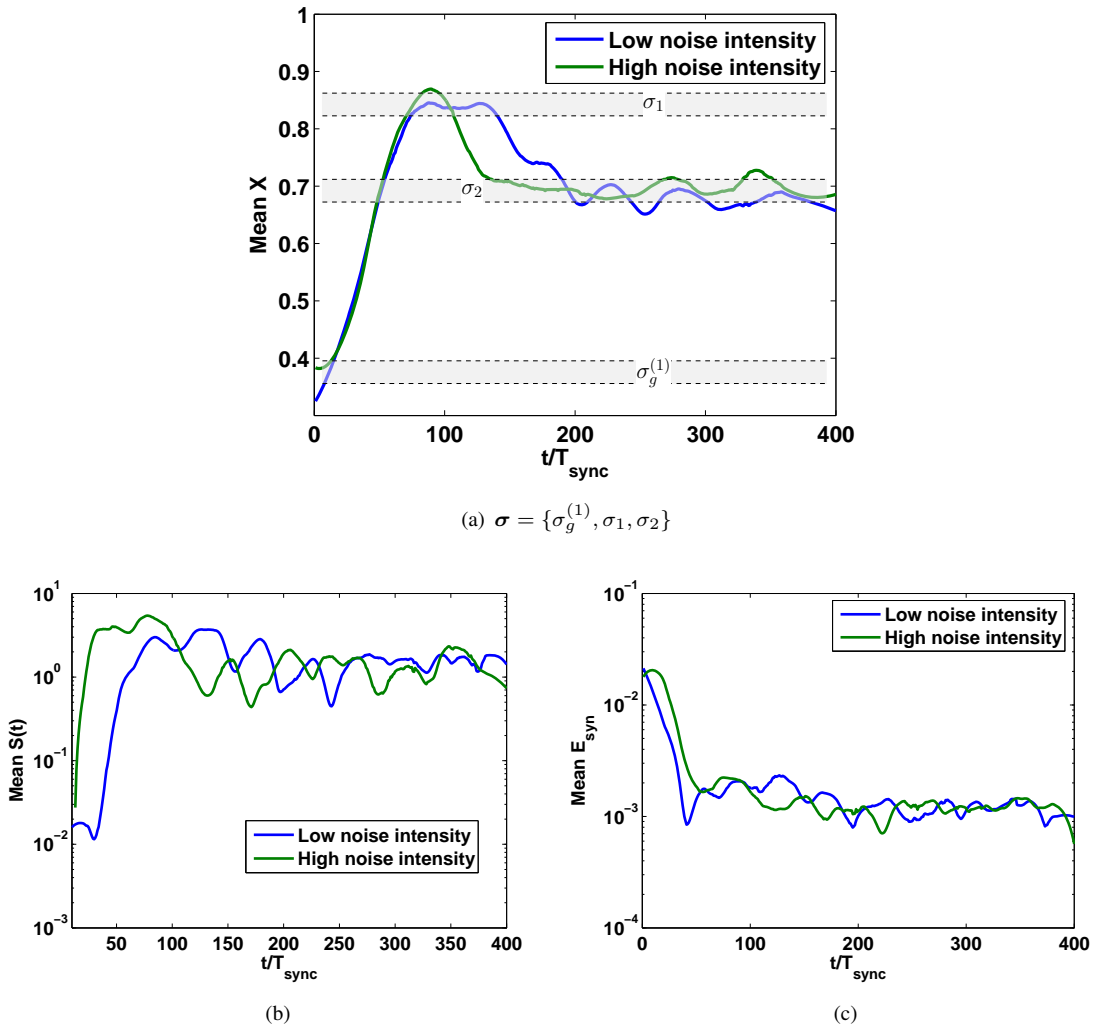 1
0.9
0.8
0.7
0.6
0.5
0.4
Mean X
Low noise intensity
High noise intensity
σ₁
σ₂
σ_g^(1)
0 100 200 300 400
t/T_sync
(a) σ = {σ_g^(1), σ₁, σ₂}
10^1
10^0
10^-1
10^-2
10^-3
Mean S(t)
Low noise intensity
High noise intensity
50 100 150 200 250 300 350 400
t/T_sync
(b)
10^-1
10^-2
10^-3
10^-4
Mean E_syn
Low noise intensity
High noise intensity
0 100 200 300 400
t/T_sync
(c)